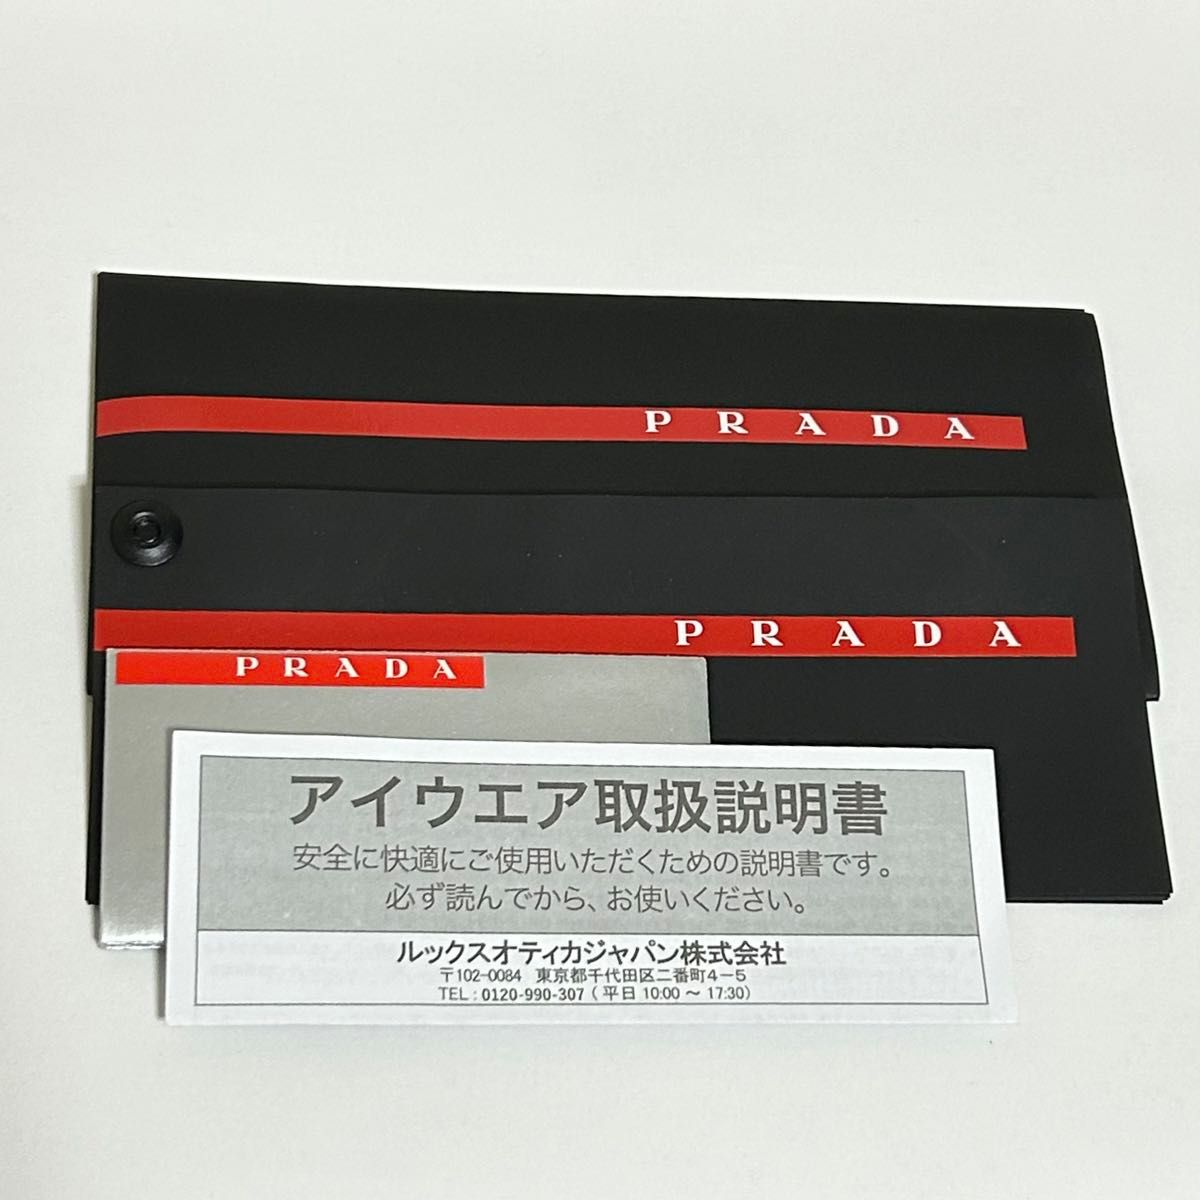 PRADA
PRADA
PRADA
アイウエア取扱説明書
安全に快適にご使用いただくための説明書です。
必ず読んでから、お使いください。
ルックスオティカジャパン株式会社
〒102-0084 東京都千代田区二番町4-5
TEL : 0120-990-307 ( 平日 10:00 ～ 17:30)